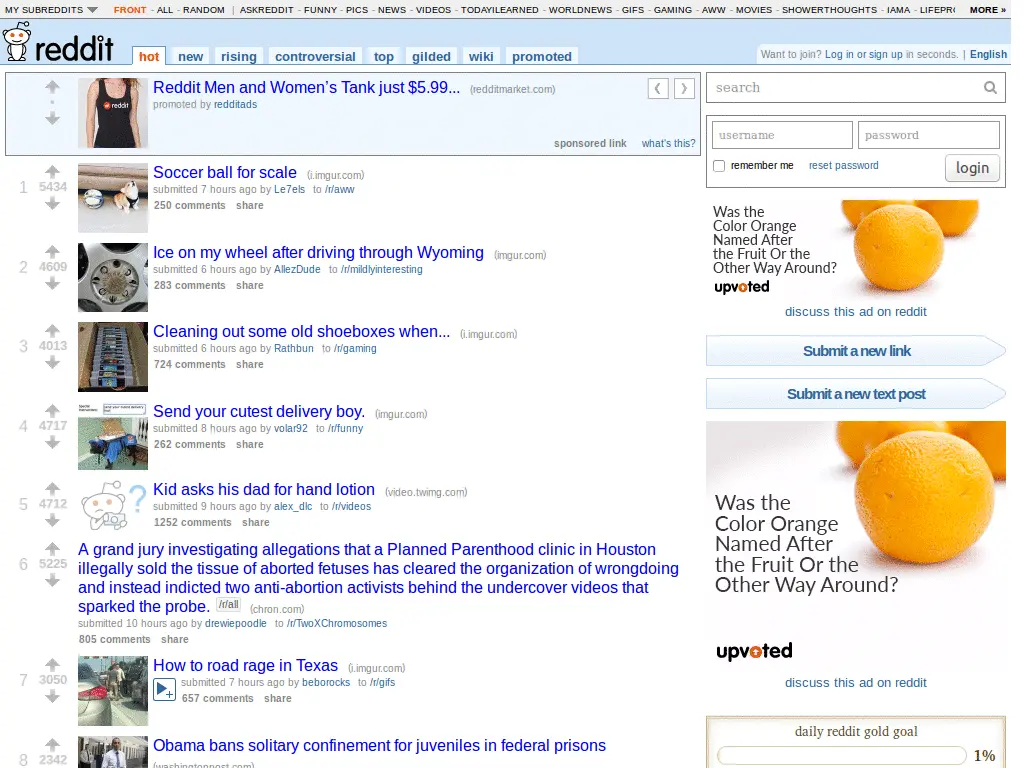 MY SUBREDDITS FRONT - ALL - RANDOM | ASKREDDIT - FUNNY - PICS - NEWS - VIDEOS - TODAYILEARNED - WORLDNEWS - GIFS - GAMING - AWW - MOVIES - SHOWERTHOUGHTS - IAMA - LIFEPR MORE »
reddit hot new rising controversial top gilded wiki promoted
Want to join? Log in or sign up in seconds. | English
Reddit Men and Women's Tank just $5.99... (redditmarket.com)
promoted by redditads
sponsored link what's this?
1
5434
Soccer ball for scale (i.imgur.com)
submitted 7 hours ago by Le7els to /r/aww
250 comments share
2
4609
Ice on my wheel after driving through Wyoming (imgur.com)
submitted 6 hours ago by AllezDude to /r/mildlyinteresting
283 comments share
3
4013
Cleaning out some old shoeboxes when... (i.imgur.com)
submitted 6 hours ago by Rathbun to /r/gaming
724 comments share
4
4717
Send your cutest delivery boy. (imgur.com)
submitted 8 hours ago by volar92 to /r/funny
262 comments share
5
4712
Kid asks his dad for hand lotion (video.twimg.com)
submitted 9 hours ago by alex_dlc to /r/videos
1252 comments share
6
5225
A grand jury investigating allegations that a Planned Parenthood clinic in Houston
illegally sold the tissue of aborted fetuses has cleared the organization of wrongdoing
and instead indicted two anti-abortion activists behind the undercover videos that
sparked the probe. /r/all (chron.com)
submitted 10 hours ago by drewiepoodle to /r/TwoXChromosomes
805 comments share
7
3050
How to road rage in Texas (i.imgur.com)
submitted 7 hours ago by beborocks to /r/gifs
657 comments share
8
2342
Obama bans solitary confinement for juveniles in federal prisons
(washingtonpost.com)
search
username password
remember me reset password login
Was the
Color Orange
Named After
the Fruit Or the
Other Way Around?
upvoted
discuss this ad on reddit
Submit a new link
Submit a new text post
Was the
Color Orange
Named After
the Fruit Or the
Other Way Around?
upvoted
discuss this ad on reddit
daily reddit gold goal
1%